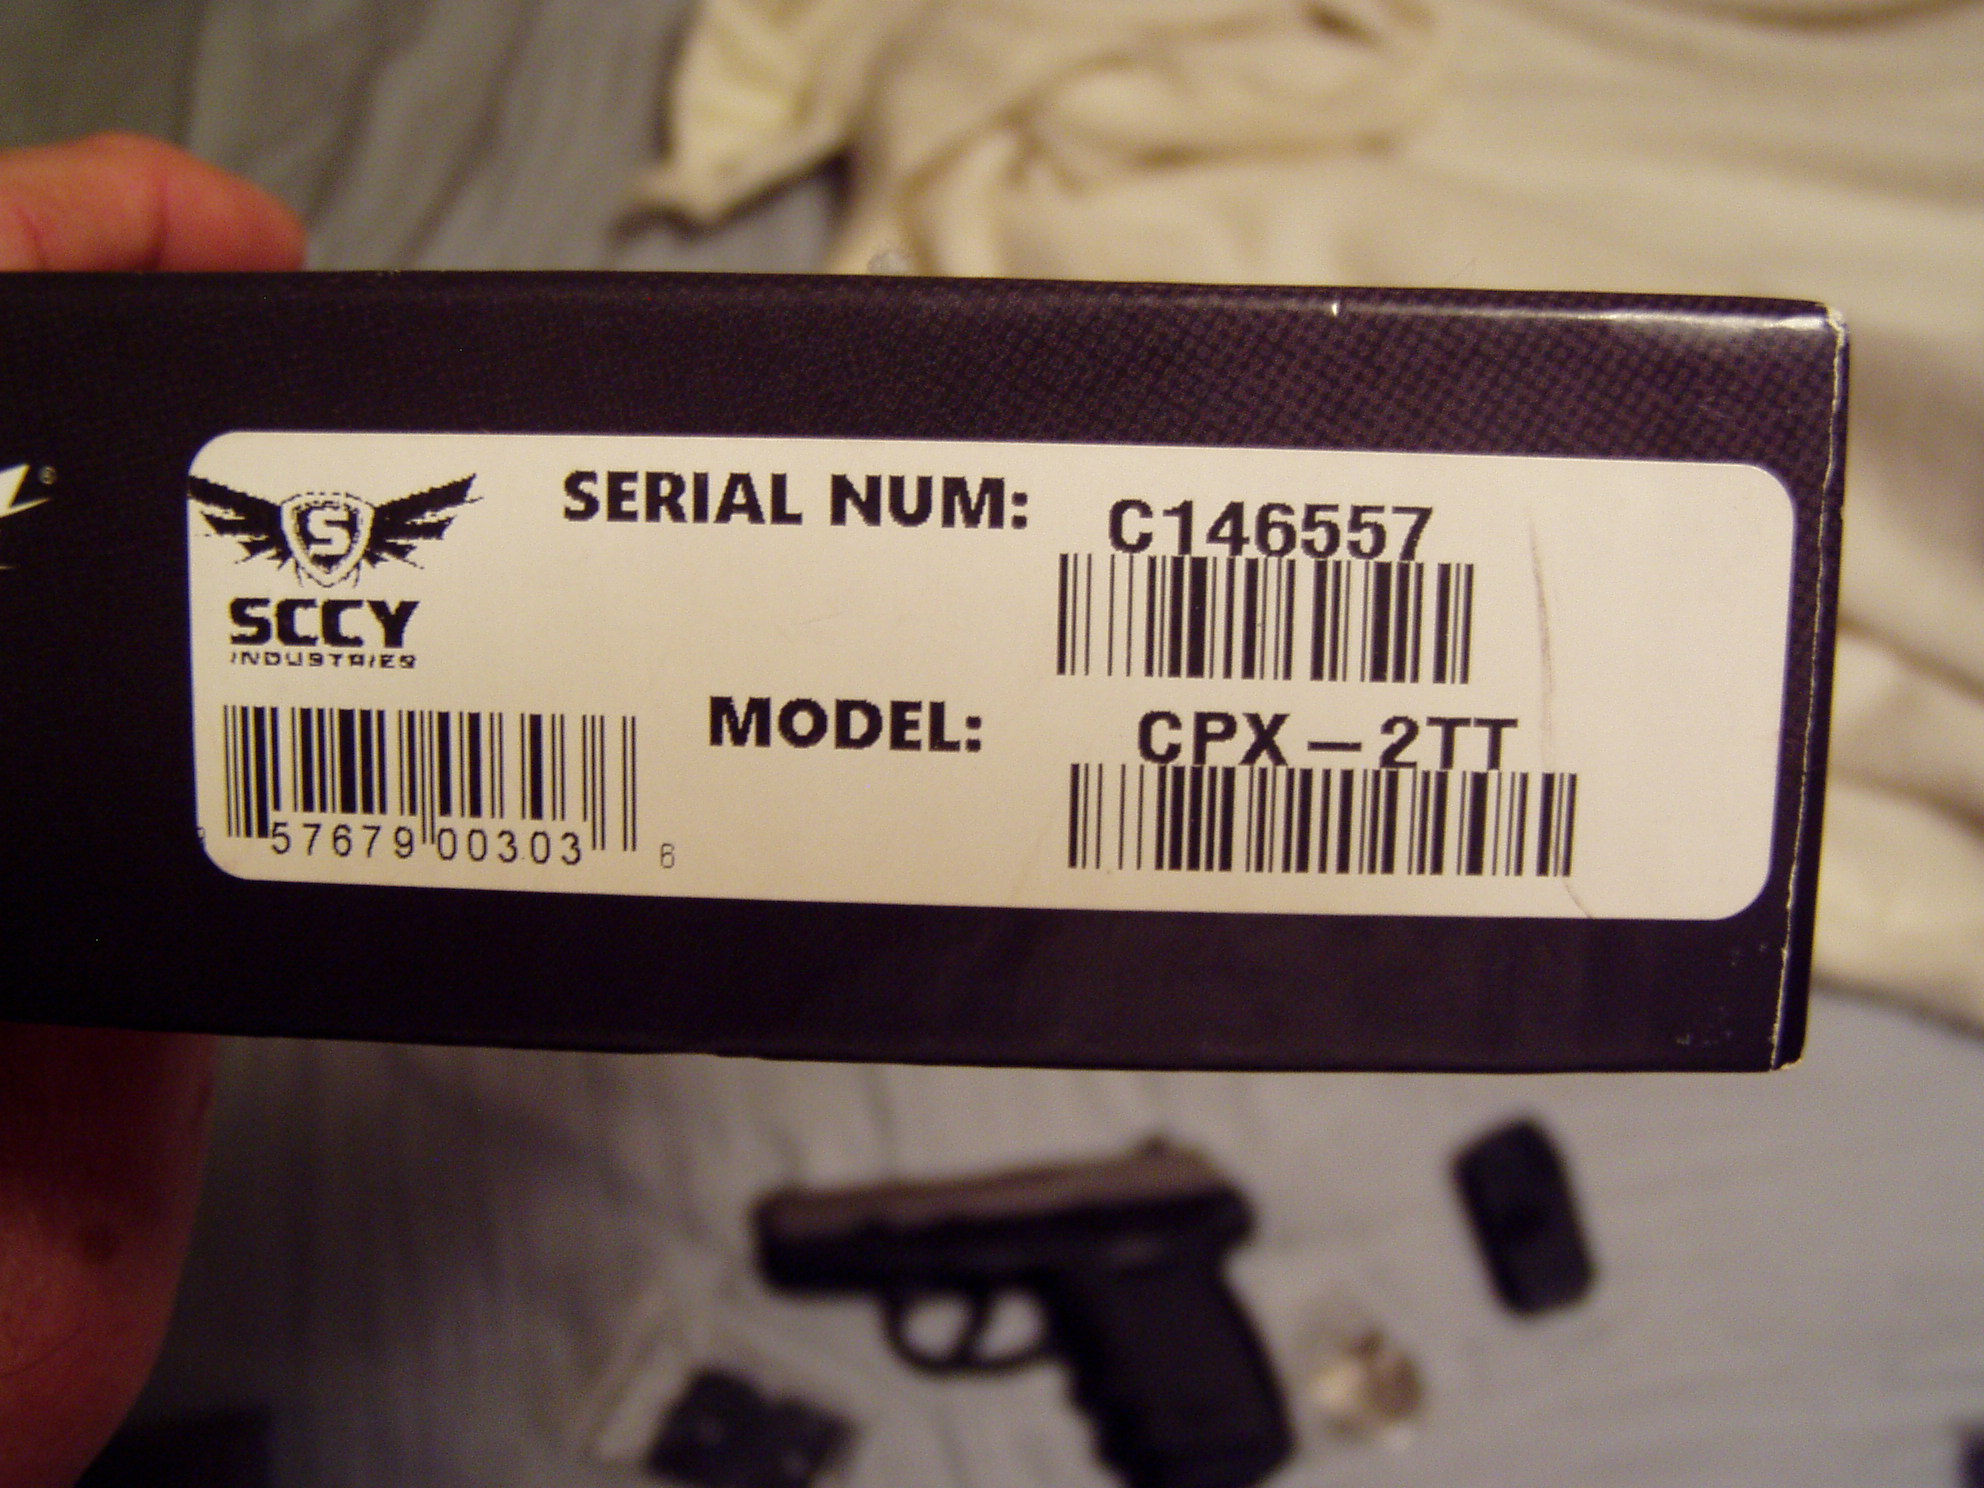 SERIAL NUM: C146557
S
SCCY
INDUSTRIES
MODEL: CPX-2TT
57679 00303 6